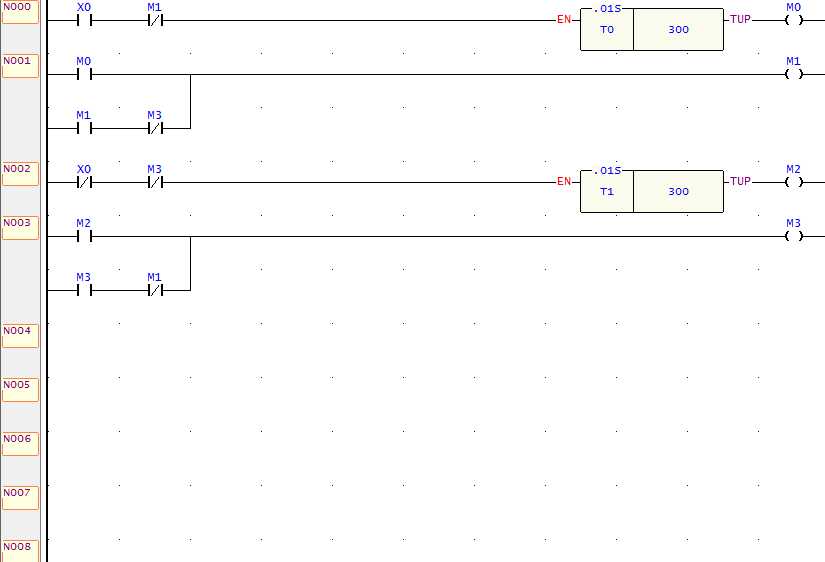 N000 X0 M1 EN .01S T0 300 TUP M0
N001 M0 M1
M1 M3
N002 X0 M3 EN .01S T1 300 TUP M2
N003 M2 M3
M3 M1
N004
N005
N006
N007
N008